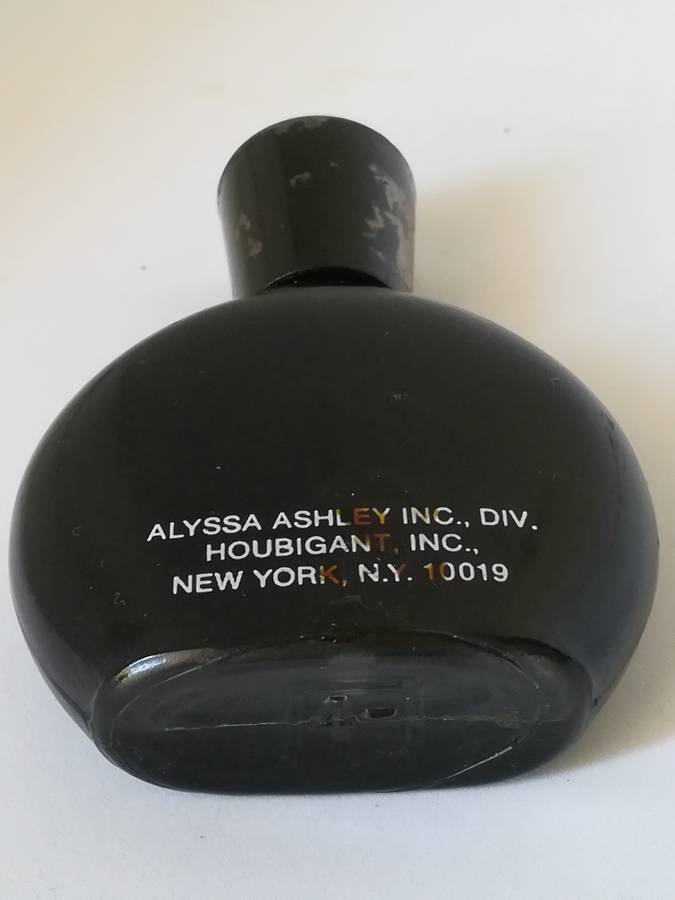 ALYSSA ASHLEY INC., DIV.
HOUBIGANT, INC.,
NEW YORK, N.Y. 10019